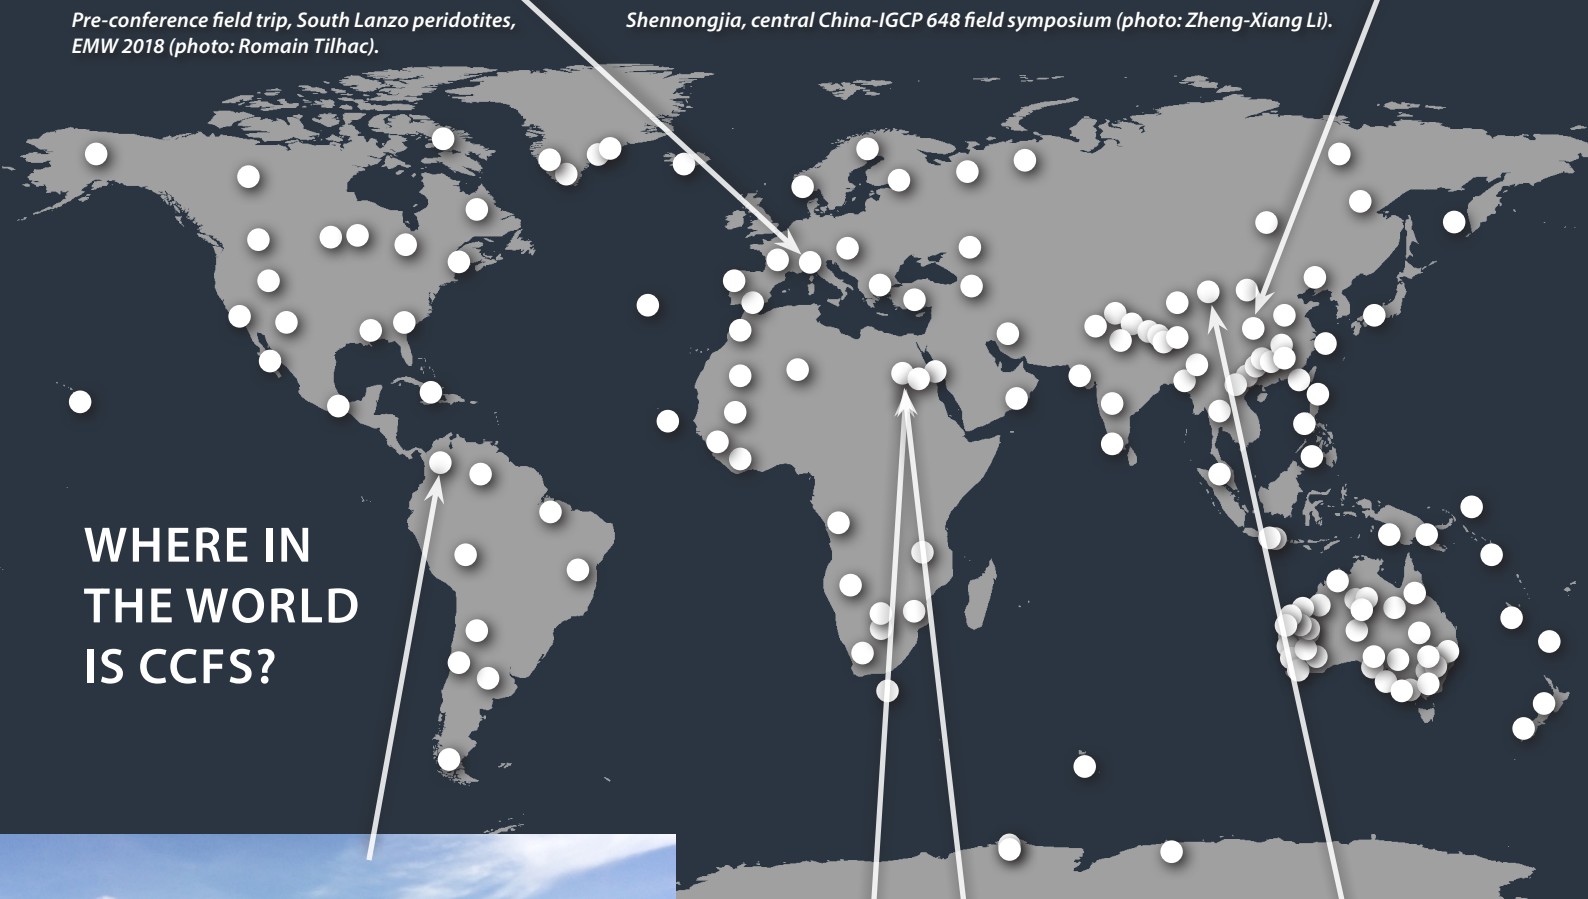 Pre-conference field trip, South Lanzo peridotites,
EMW 2018 (photo: Romain Tilhac).
Shennongjia, central China-IGCP 648 field symposium (photo: Zheng-Xiang Li).
WHERE IN
THE WORLD
IS CCFS?